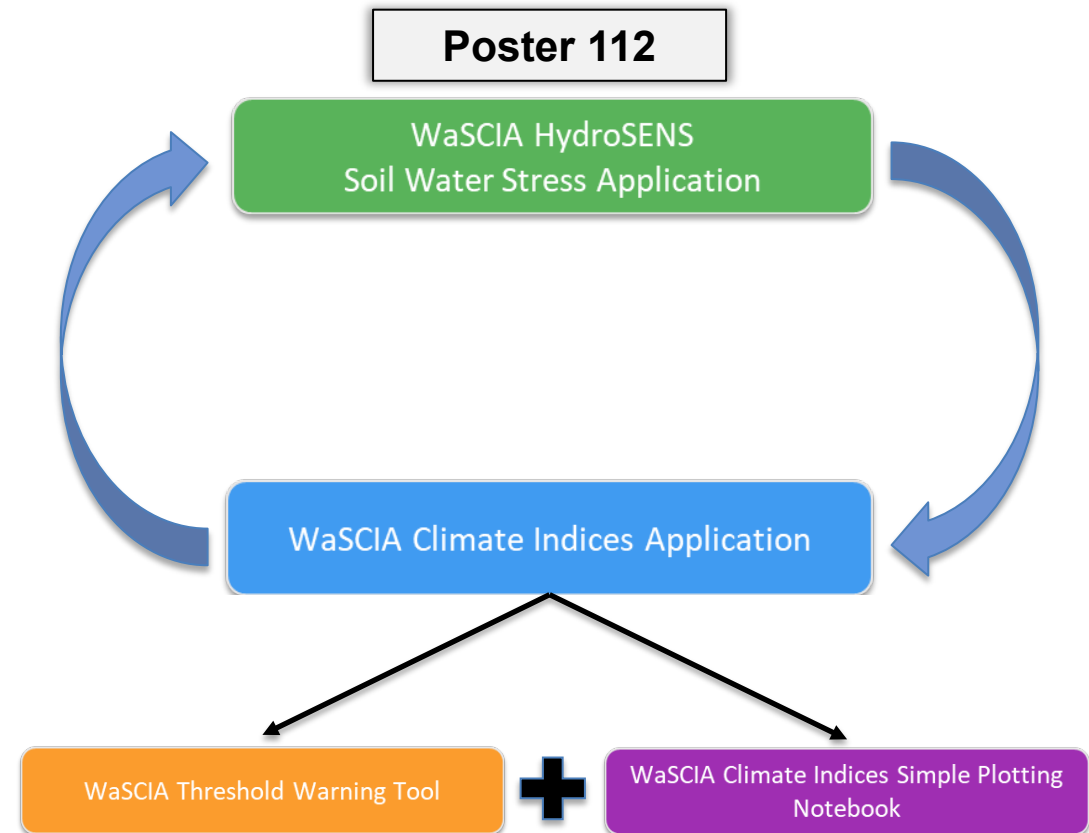 Poster 112
WaSCIA HydroSENS
Soil Water Stress Application
WaSCIA Climate Indices Application
WaSCIA Threshold Warning Tool
WaSCIA Climate Indices Simple Plotting
Notebook